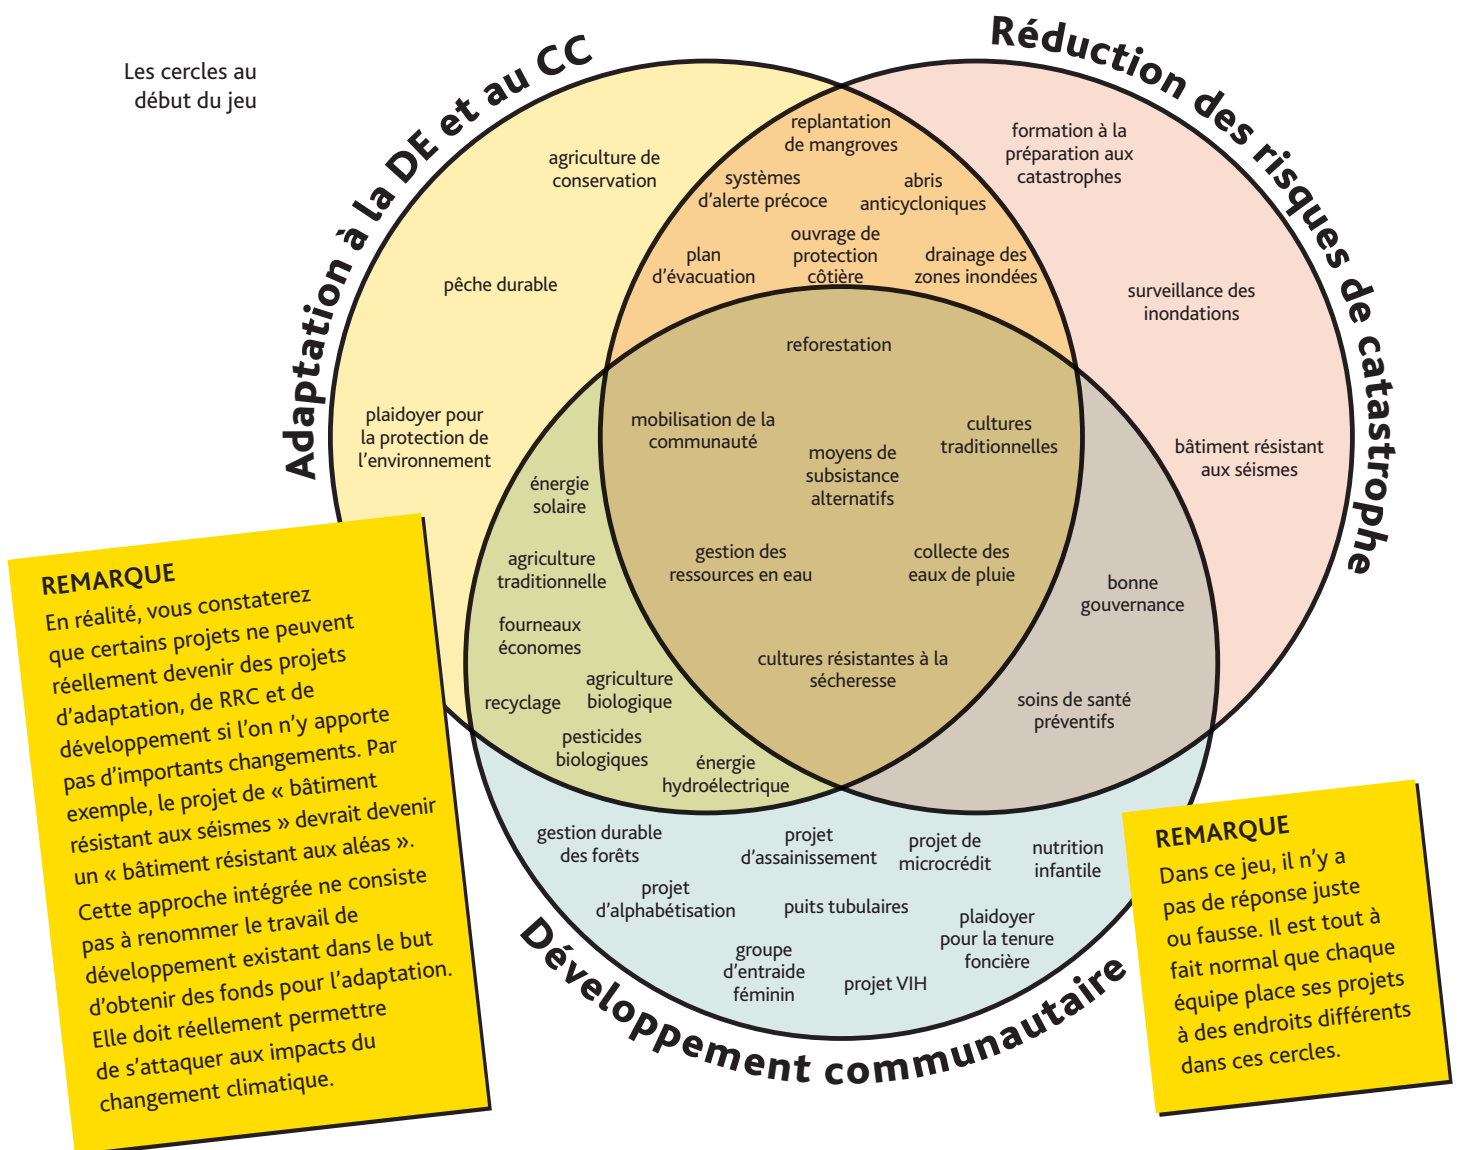 Les cercles au
début du jeu
Adaptation à la DE et au CC
Réduction des risques de catastrophe
agriculture de
conservation
pêche durable
plaidoyer pour
la protection de
l'environnement
replantation
de mangroves
systèmes
d'alerte précoce
abris
anticycloniques
plan
d'évacuation
ouvrage de
protection
côtière
drainage des
zones inondées
formation à la
préparation aux
catastrophes
surveillance des
inondations
bâtiment résistant
aux séismes
reforestation
mobilisation de la
communauté
moyens de
subsistance
alternatifs
cultures
traditionnelles
gestion des
ressources en eau
collecte des
eaux de pluie
cultures résistantes à la
sécheresse
énergie
solaire
agriculture
traditionnelle
fourneaux
économes
recyclage
agriculture
biologique
pesticides
biologiques
énergie
hydroélectrique
bonne
gouvernance
soins de santé
préventifs
gestion durable
des forêts
projet
d'assainissement
projet de
microcrédit
nutrition
infantile
projet
d'alphabétisation
puits tubulaires
plaidoyer
pour la tenure
foncière
groupe
d'entraide
féminin
projet VIH
Développement communautaire
REMARQUE
En réalité, vous constaterez
que certains projets ne peuvent
réellement devenir des projets
d'adaptation, de RRC et de
développement si l'on n'y apporte
pas d'importants changements. Par
exemple, le projet de « bâtiment
résistant aux séismes » devrait devenir
un « bâtiment résistant aux aléas ».
Cette approche intégrée ne consiste
pas à renommer le travail de
développement existant dans le but
d'obtenir des fonds pour l'adaptation.
Elle doit réellement permettre
de s'attaquer aux impacts du
changement climatique.
REMARQUE
Dans ce jeu, il n'y a
pas de réponse juste
ou fausse. Il est tout à
fait normal que chaque
équipe place ses projets
à des endroits différents
dans ces cercles.